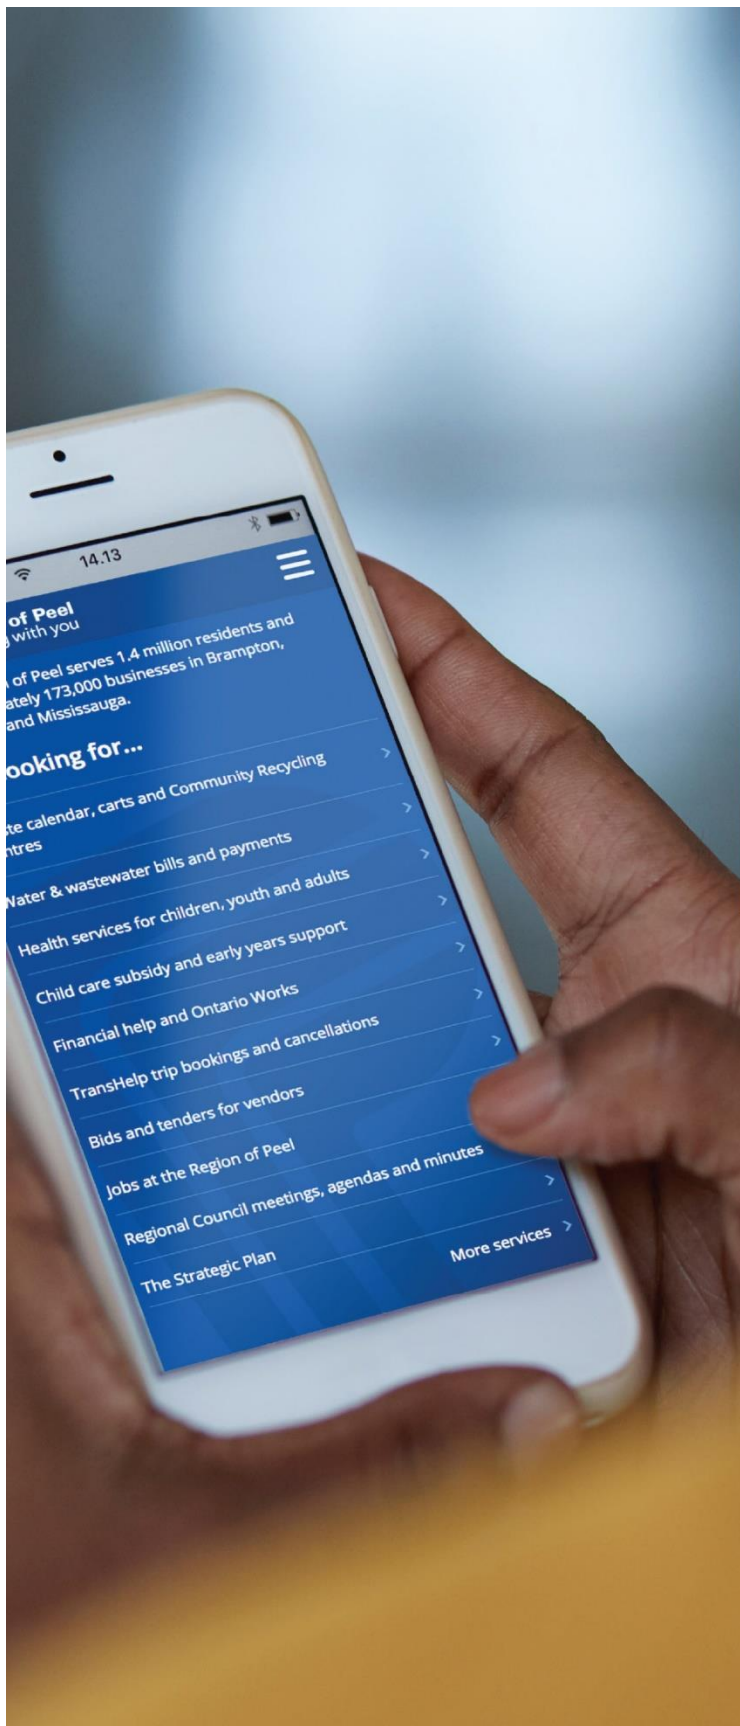 14.13
of Peel
with you
of Peel serves 1.4 million residents and
ately 173,000 businesses in Brampton,
and Mississauga.
ooking for...
ste calendar, carts and Community Recycling
ntres
Water & wastewater bills and payments
Health services for children, youth and adults
Child care subsidy and early years support
Financial help and Ontario Works
TransHelp trip bookings and cancellations
Bids and tenders for vendors
Jobs at the Region of Peel
Regional Council meetings, agendas and minutes
The Strategic Plan
More services